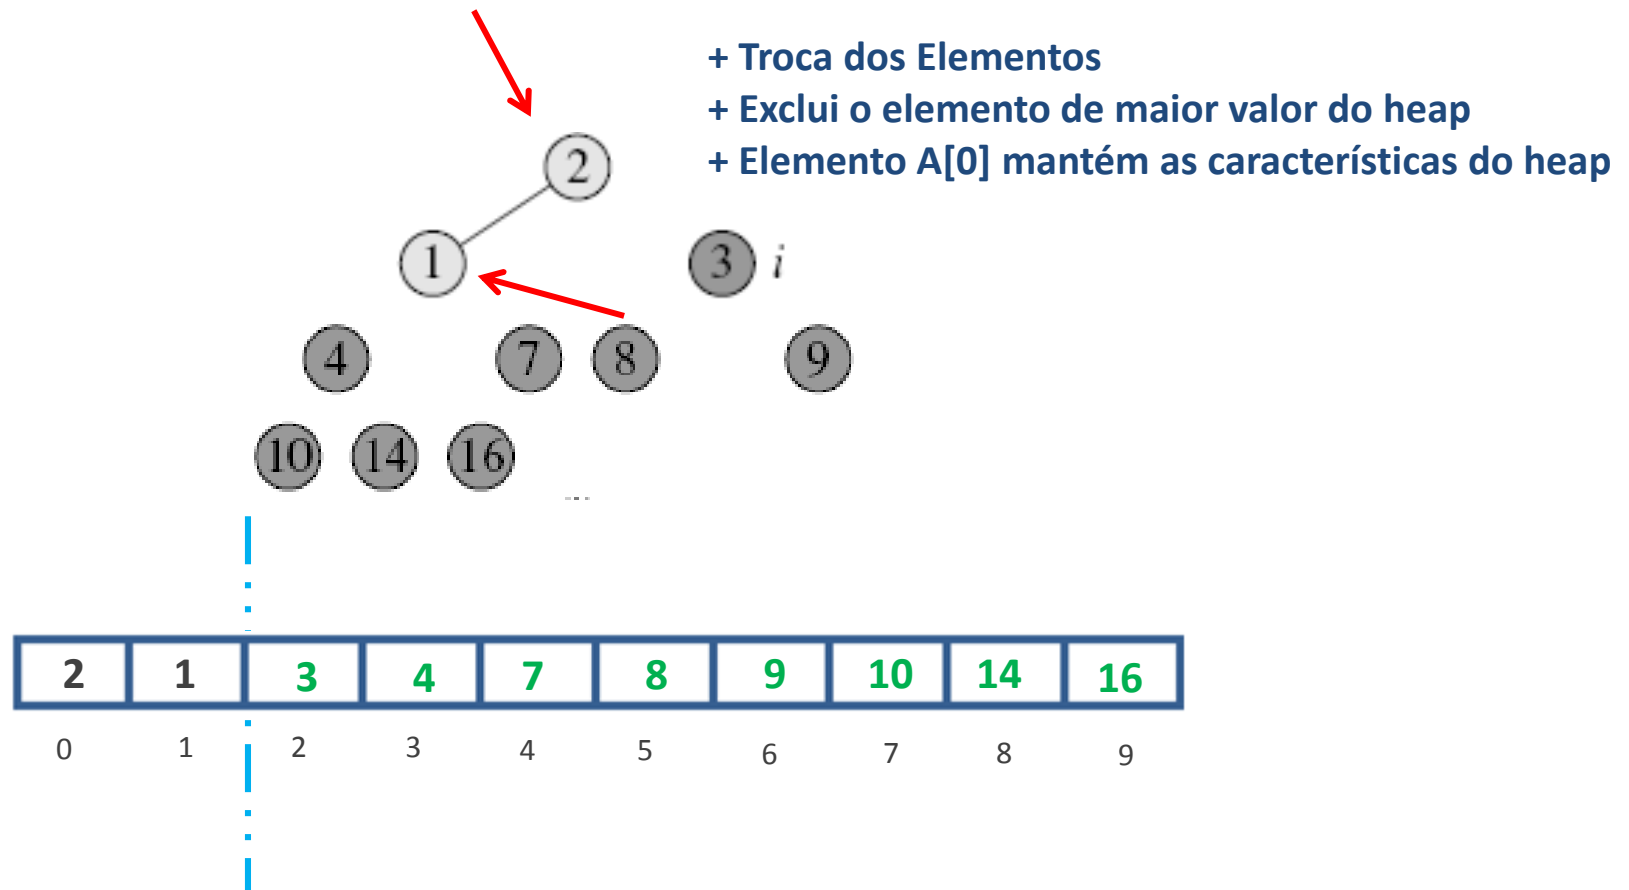 + Troca dos Elementos
+ Exclui o elemento de maior valor do heap
+ Elemento A[0] mantém as características do heap
2
1 3 i
4 7 8 9
10 14 16
2 1 3 4 7 8 9 10 14 16
0 1 2 3 4 5 6 7 8 9